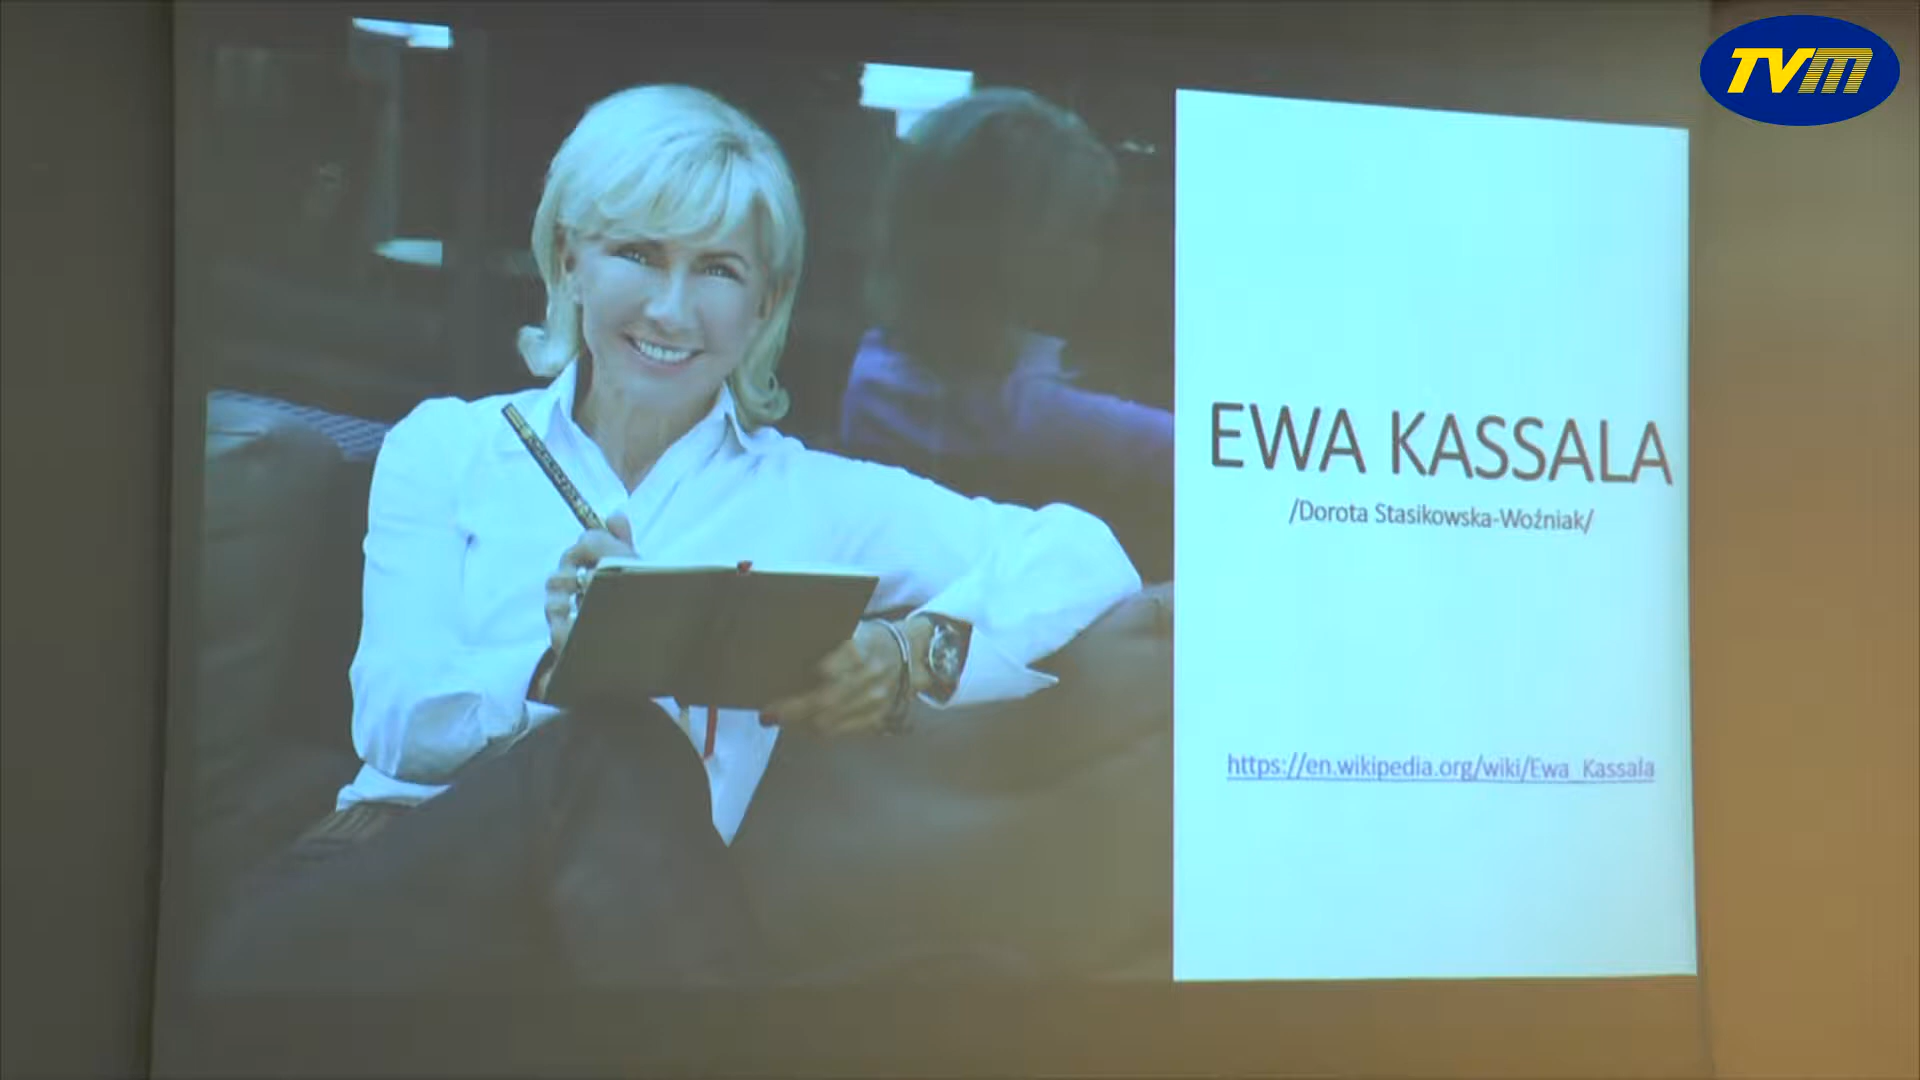 TVM
EWA KASSALA
/Dorota Stasikowska-Woźniak/
https://en.wikipedia.org/wiki/Ewa_Kassala